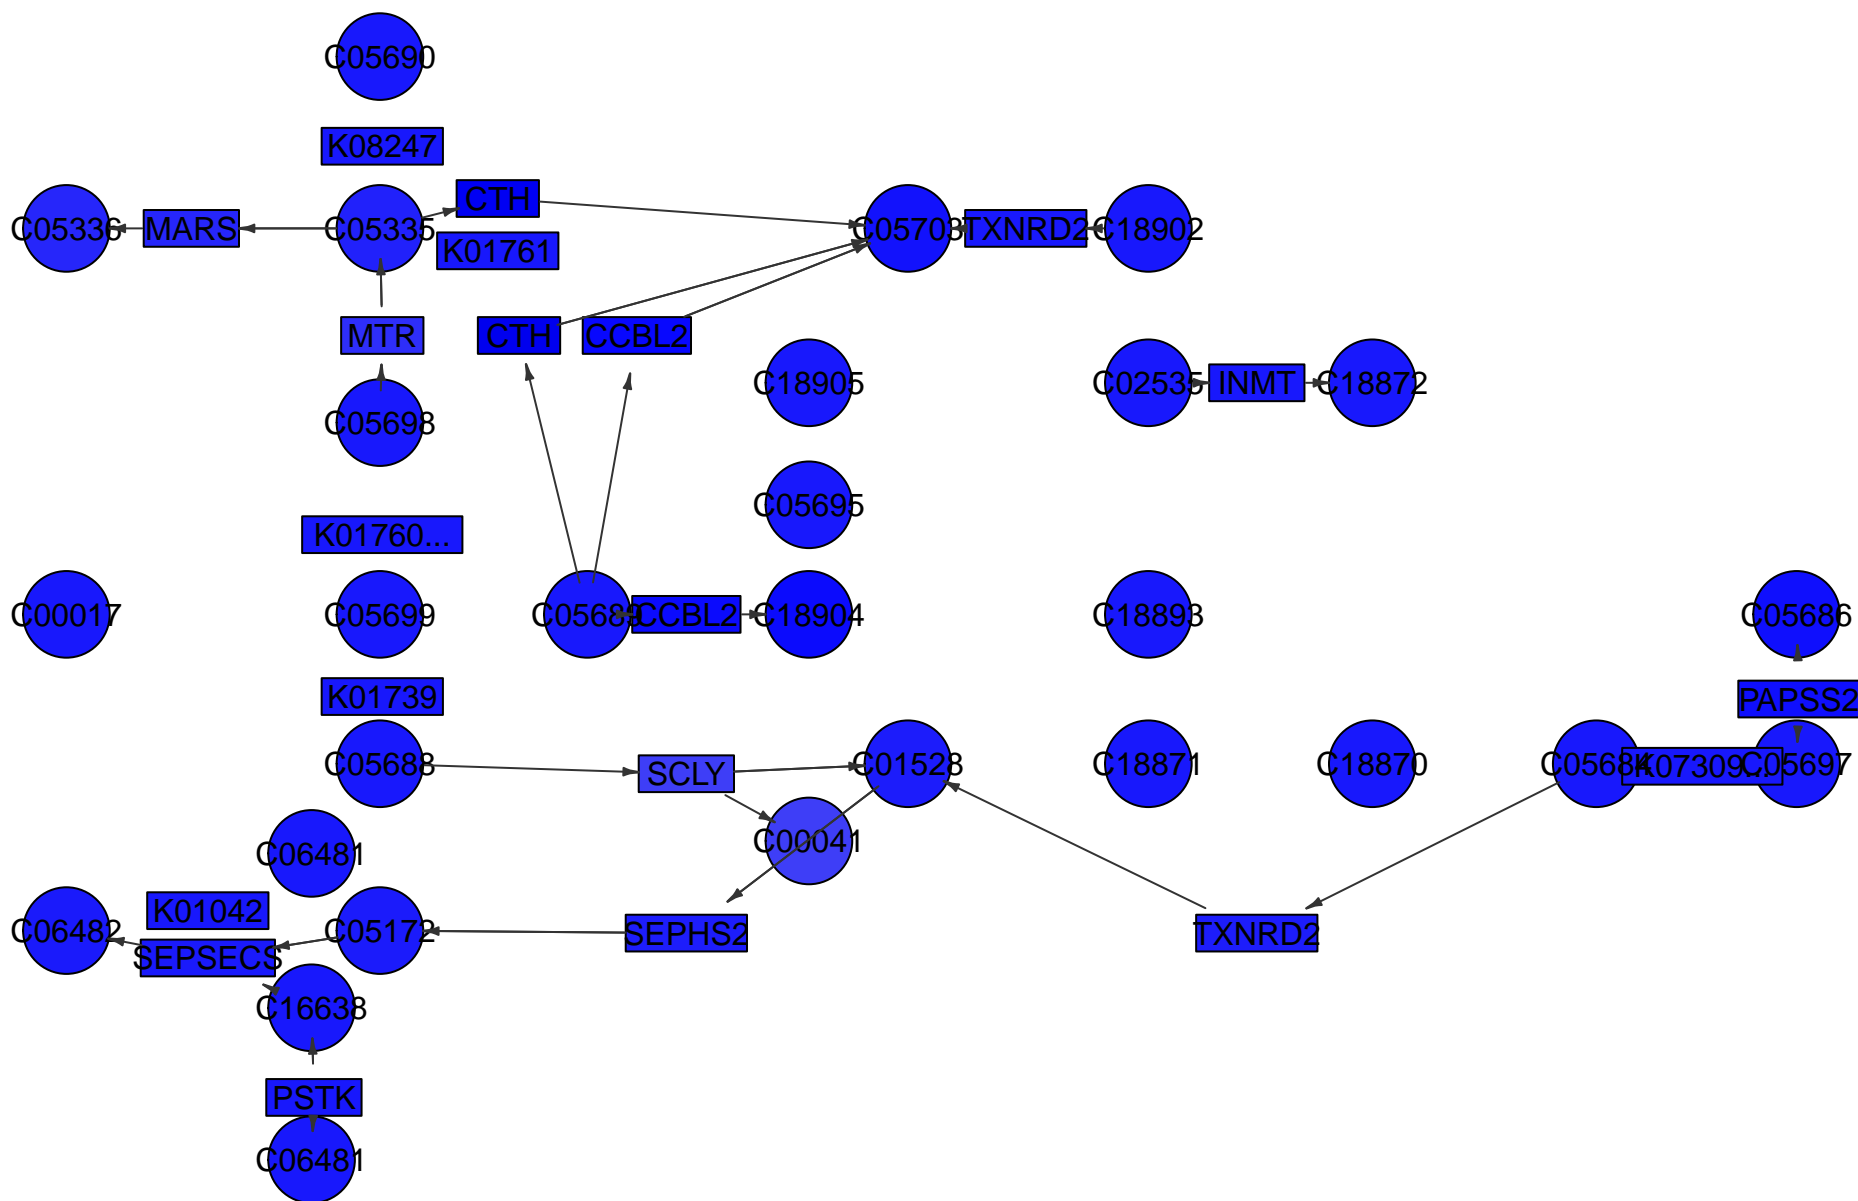 C05690
K08247
CTH
C05336
MARS
C05335
C05703
TXNRD2
C18902
K01761
MTR
CTH
CCBL2
C18905
C02535
INMT
C18872
C05698
C05695
K01760...
C00017
C05699
C05689
CCBL2
C18904
C18893
C05686
K01739
PAPSS2
C05688
SCLY
C01528
C18871
C18870
C05684
K07309...
C05697
C00041
C06481
K01042
C06482
C05172
SEPHS2
TXNRD2
SEPSECS
C16638
PSTK
C06481